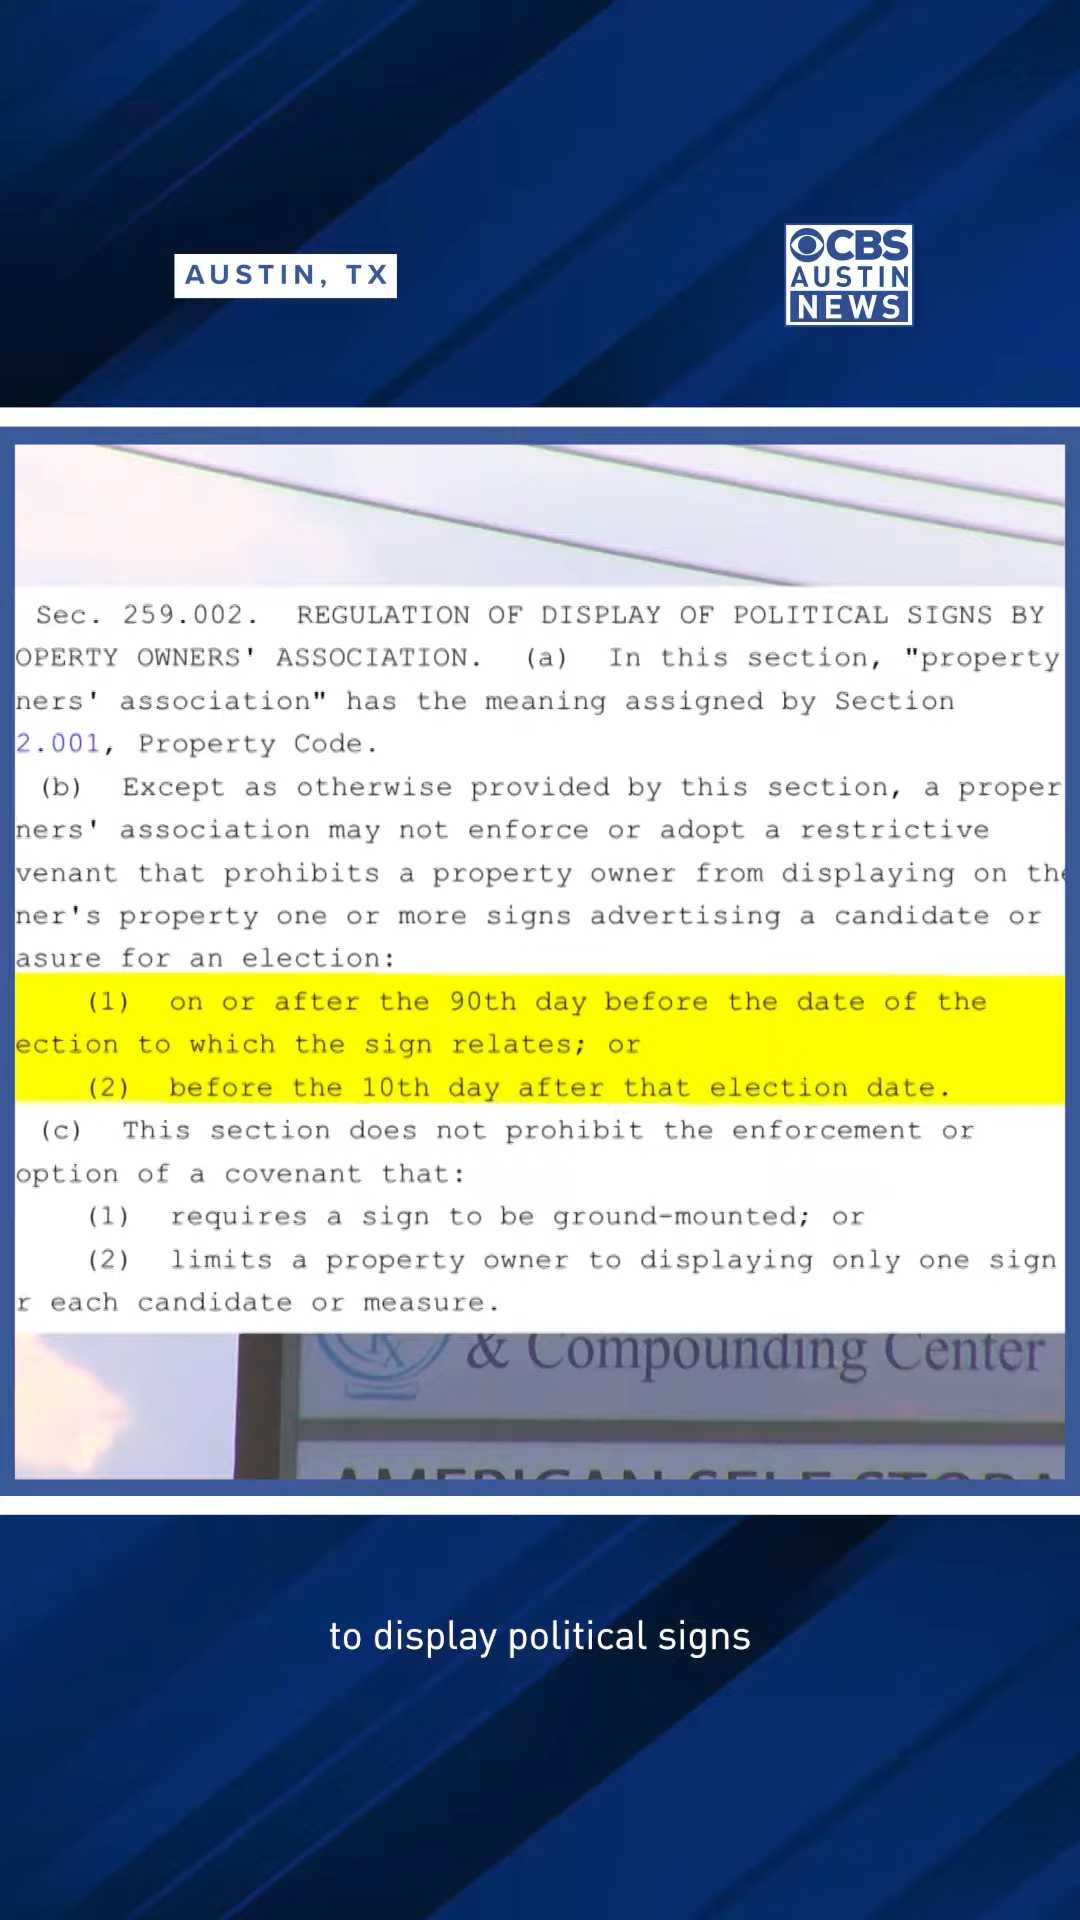 AUSTIN, TX
CBS
AUSTIN
NEWS
Sec. 259.002. REGULATION OF DISPLAY OF POLITICAL SIGNS BY
OPERTY OWNERS' ASSOCIATION. (a) In this section, "property
ners' association" has the meaning assigned by Section
2.001, Property Code.
(b) Except as otherwise provided by this section, a proper
ners' association may not enforce or adopt a restrictive
venant that prohibits a property owner from displaying on the
ner's property one or more signs advertising a candidate or
asure for an election:
(1) on or after the 90th day before the date of the
ection to which the sign relates; or
(2) before the 10th day after that election date.
(c) This section does not prohibit the enforcement or
option of a covenant that:
(1) requires a sign to be ground-mounted; or
(2) limits a property owner to displaying only one sign
r each candidate or measure.
& Compounding Center
AMERICAN SELF STORA
to display political signs